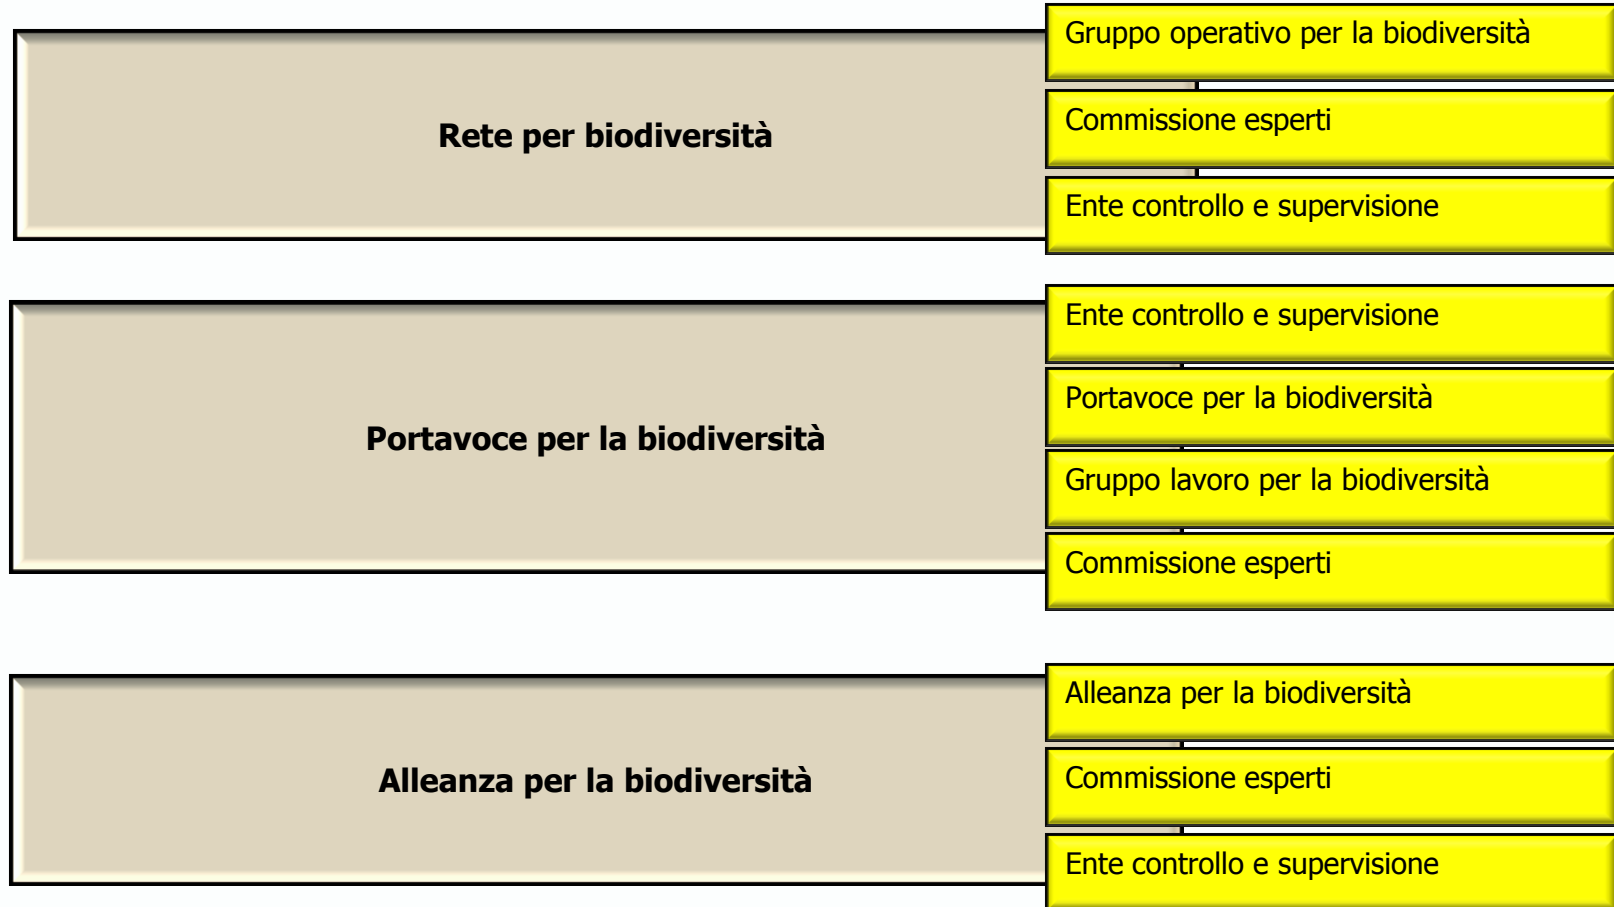 Rete per biodiversità
Gruppo operativo per la biodiversità
Commissione esperti
Ente controllo e supervisione
Portavoce per la biodiversità
Ente controllo e supervisione
Portavoce per la biodiversità
Gruppo lavoro per la biodiversità
Commissione esperti
Alleanza per la biodiversità
Alleanza per la biodiversità
Commissione esperti
Ente controllo e supervisione